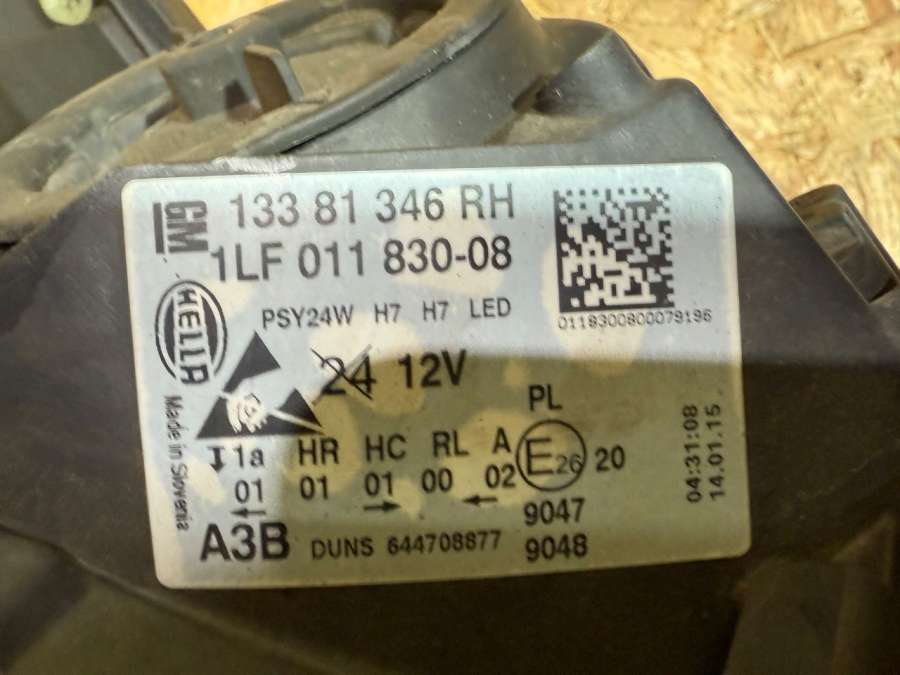 GM
133 81 346 RH
1LF 011 830-08
HELLA
PSY24W H7 H7 LED
0118300800079196
24 12V
PL
Made in Slovenia
1a HR HC RL A
01 01 01 00 02
E26 20
9047
9048
A3B DUNS 644708877
04:31:08
14.01.15